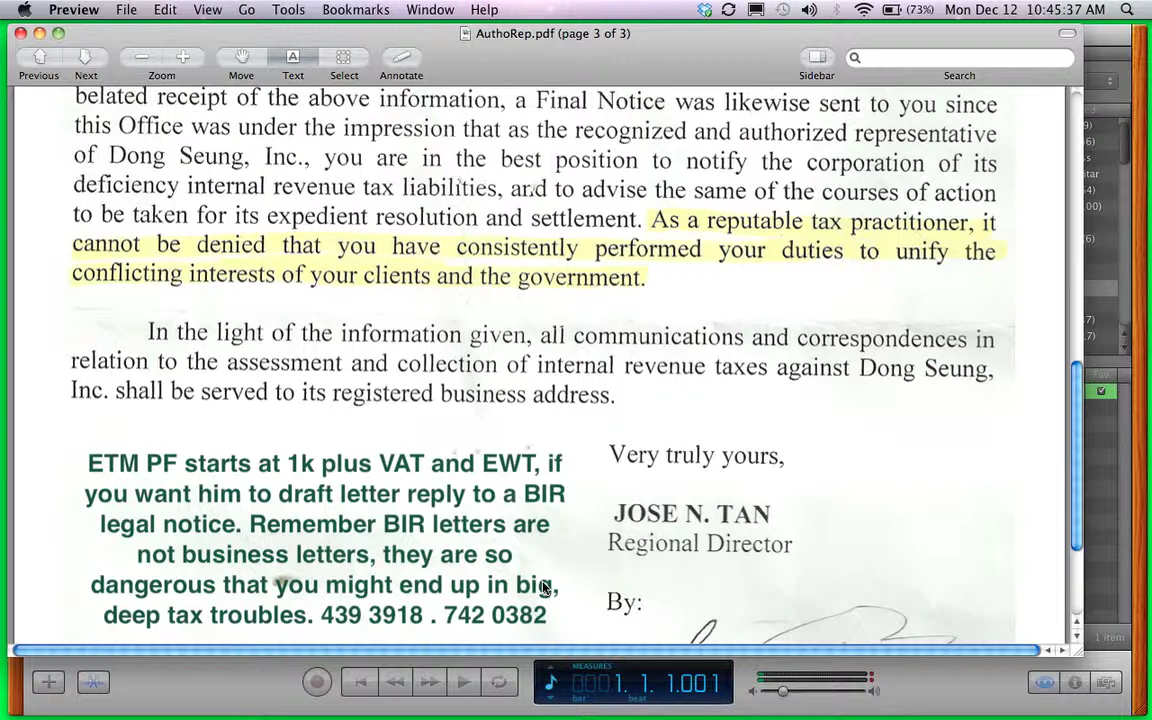 Preview File Edit View Go Tools Bookmarks Window Help (73%) Mon Dec 12 10:45:37 AM
AuthoRep.pdf (page 3 of 3)
Previous Next Zoom Move Text Select Annotate Sidebar Search
belated receipt of the above information, a Final Notice was likewise sent to you since
this Office was under the impression that as the recognized and authorized representative
of Dong Seung, Inc., you are in the best position to notify the corporation of its
deficiency internal revenue tax liabilities, and to advise the same of the courses of action
to be taken for its expedient resolution and settlement. As a reputable tax practitioner, it
cannot be denied that you have consistently performed your duties to unify the
conflicting interests of your clients and the government.
In the light of the information given, all communications and correspondences in
relation to the assessment and collection of internal revenue taxes against Dong Seung,
Inc. shall be served to its registered business address.
Very truly yours,
JOSE N. TAN
Regional Director
By:
ETM PF starts at 1k plus VAT and EWT, if
you want him to draft letter reply to a BIR
legal notice. Remember BIR letters are
not business letters, they are so
dangerous that you might end up in big,
deep tax troubles. 439 3918 . 742 0382
MEASURES
0001. 1. 1.001
bar beat
1 item